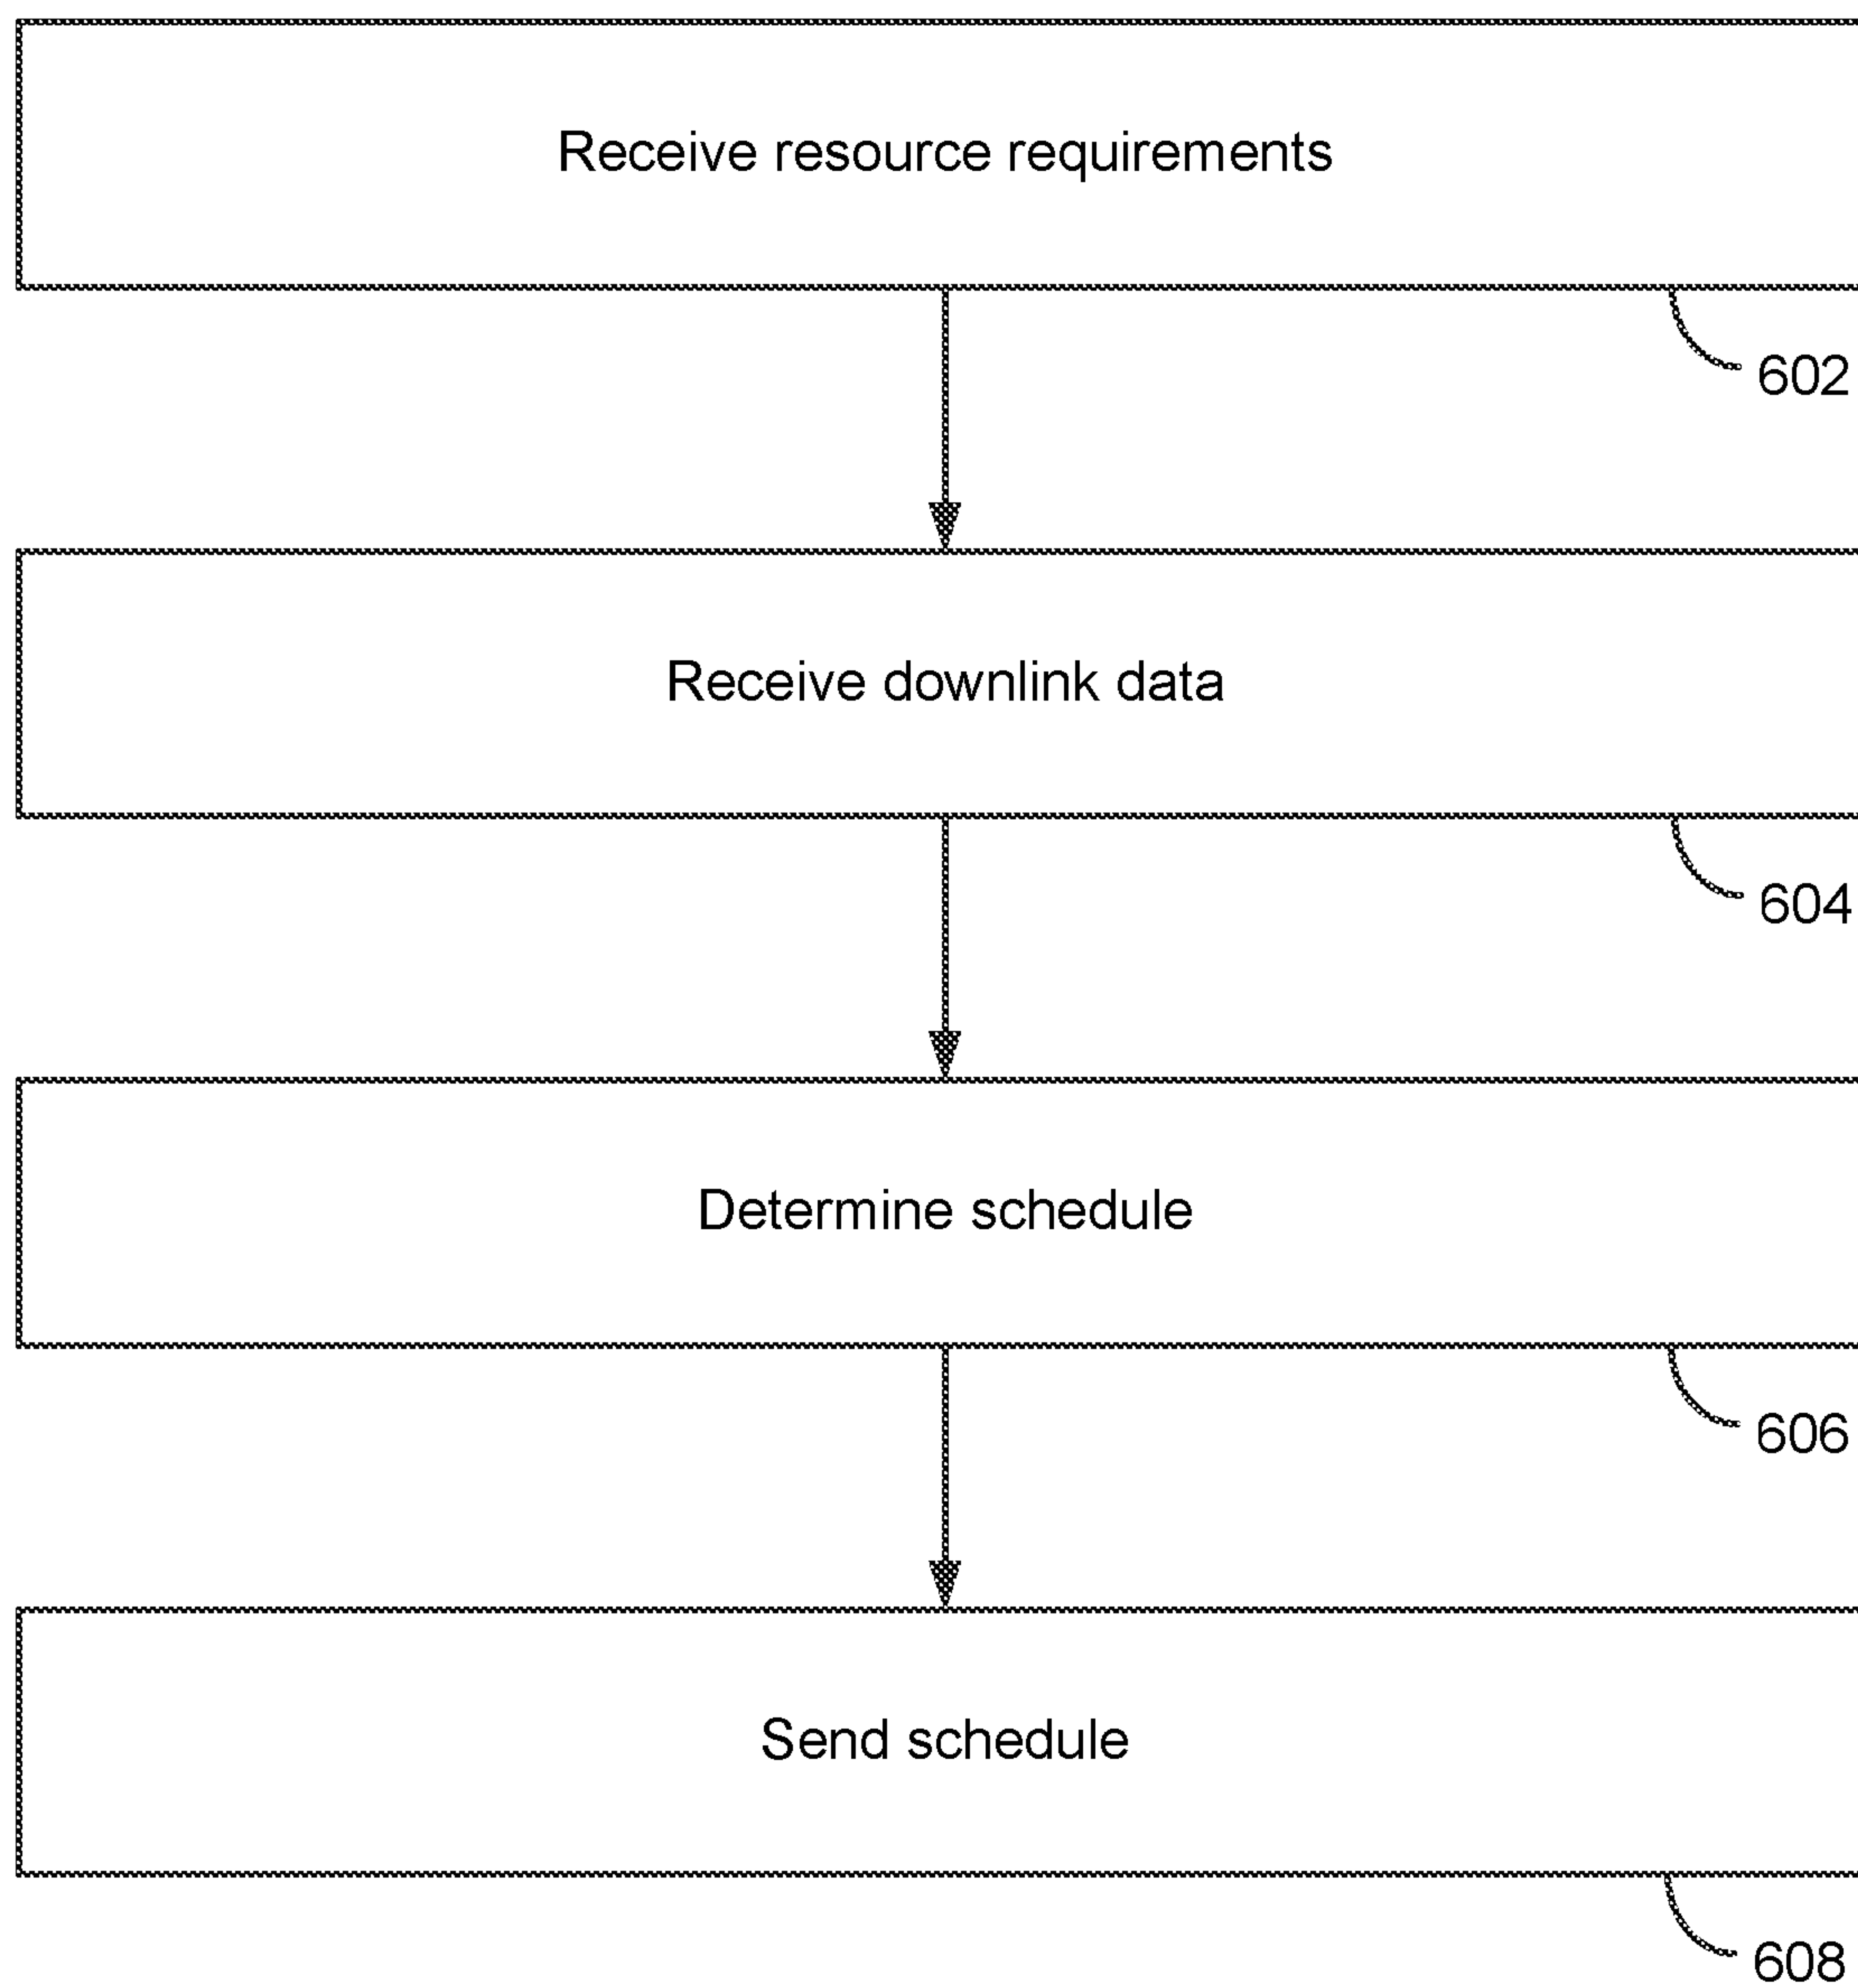 Receive resource requirements
602
Receive downlink data
604
Determine schedule
606
Send schedule
608